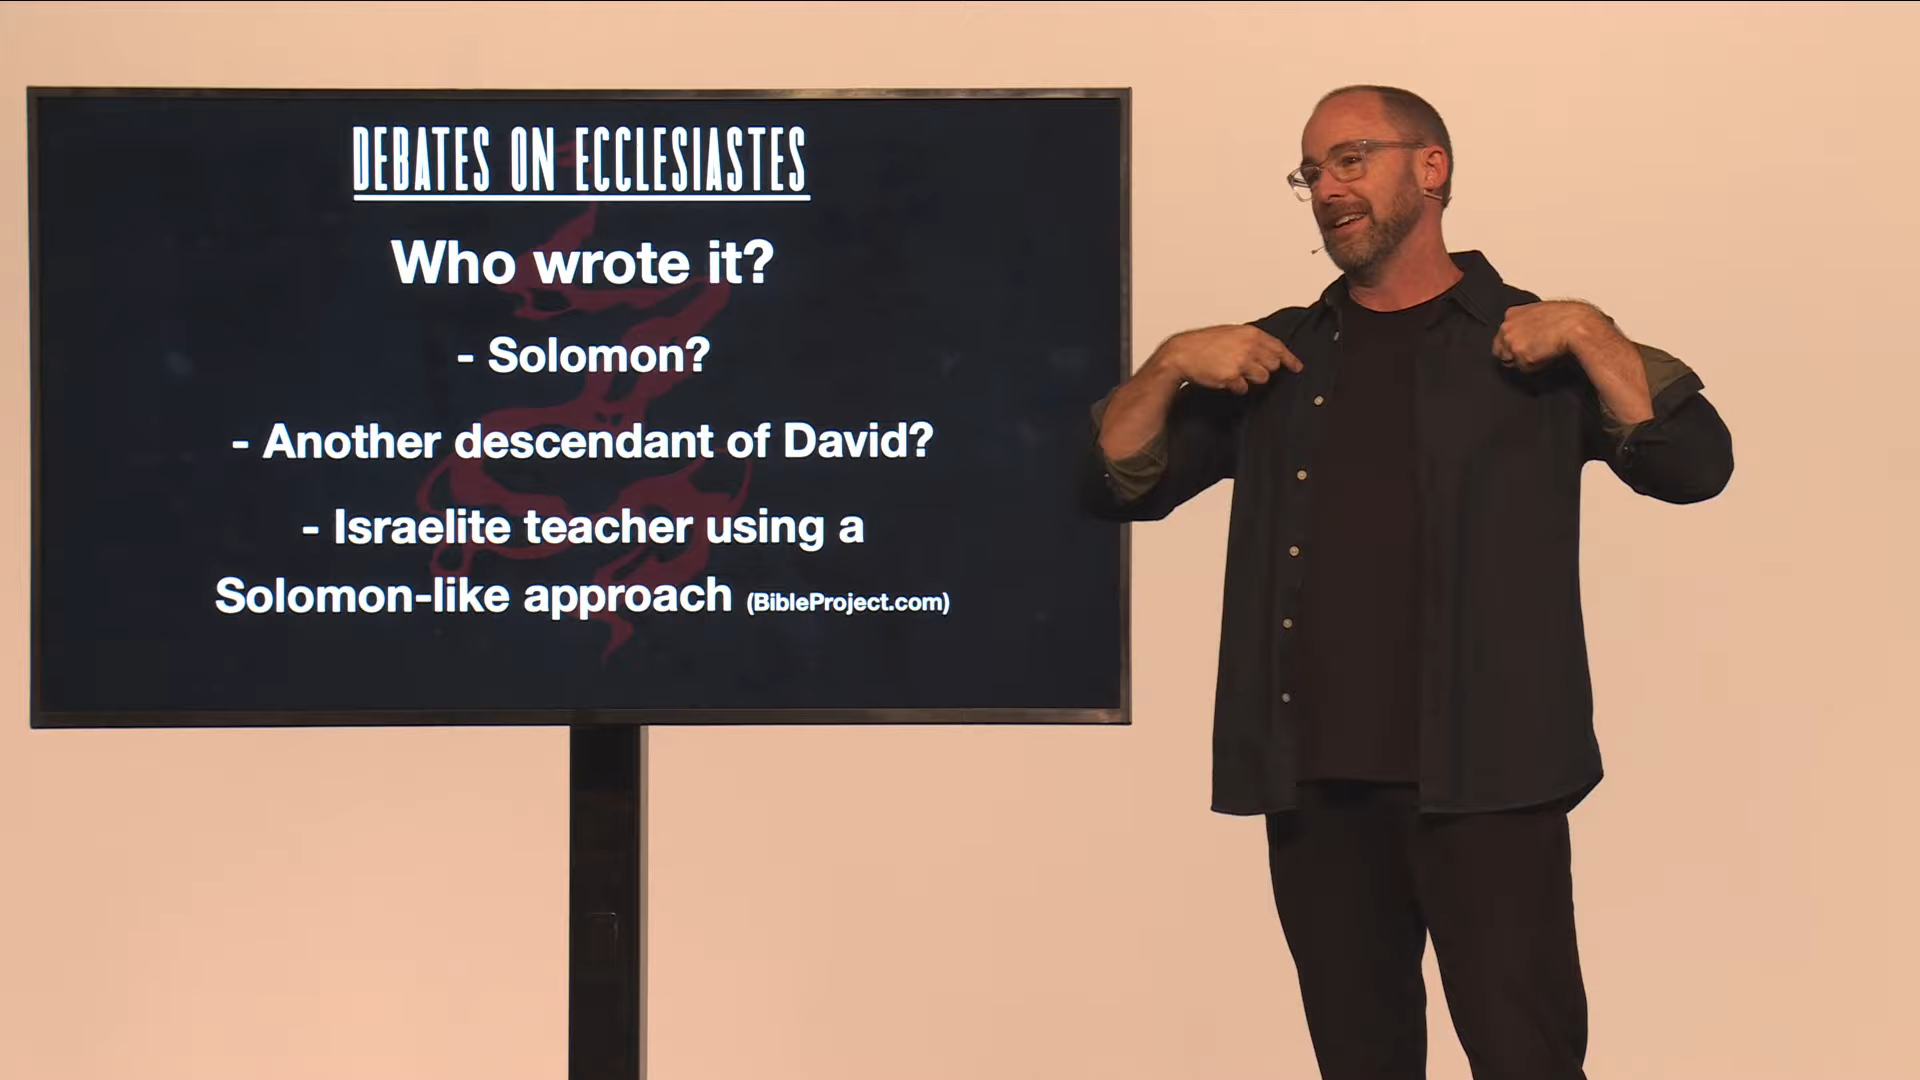 DEBATES ON ECCLESIASTES
Who wrote it?
- Solomon?
- Another descendant of David?
- Israelite teacher using a
Solomon-like approach (BibleProject.com)